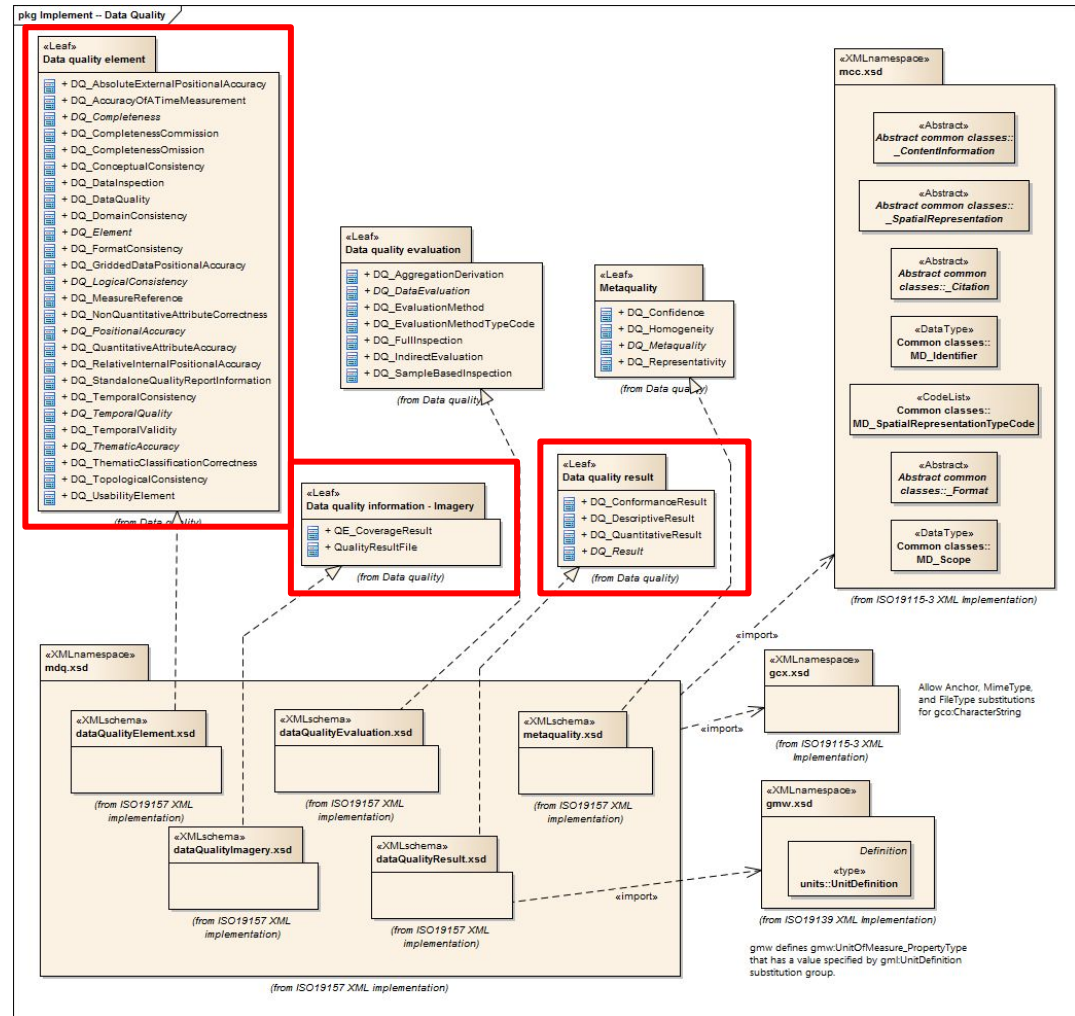 pkg Implement -- Data Quality
«Leaf»
Data quality element
+ DQ_AbsoluteExternalPositionalAccuracy
+ DQ_AccuracyOfATimeMeasurement
+ DQ_Completeness
+ DQ_CompletenessCommission
+ DQ_CompletenessOmission
+ DQ_ConceptualConsistency
+ DQ_DataInspection
+ DQ_DataQuality
+ DQ_DomainConsistency
+ DQ_Element
+ DQ_FormatConsistency
+ DQ_GriddedDataPositionalAccuracy
+ DQ_LogicalConsistency
+ DQ_MeasureReference
+ DQ_NonQuantitativeAttributeCorrectness
+ DQ_PositionalAccuracy
+ DQ_QuantitativeAttributeAccuracy
+ DQ_RelativeInternalPositionalAccuracy
+ DQ_StandaloneQualityReportInformation
+ DQ_TemporalConsistency
+ DQ_TemporalQuality
+ DQ_TemporalValidity
+ DQ_ThematicAccuracy
+ DQ_ThematicClassificationCorrectness
+ DQ_TopologicalConsistency
+ DQ_UsabilityElement
(from Data quality)
«Leaf»
Data quality evaluation
+ DQ_AggregationDerivation
+ DQ_DataEvaluation
+ DQ_EvaluationMethod
+ DQ_EvaluationMethodTypeCode
+ DQ_FullInspection
+ DQ_IndirectEvaluation
+ DQ_SampleBasedInspection
(from Data quality)
«Leaf»
Metaquality
+ DQ_Confidence
+ DQ_Homogeneity
+ DQ_Metaquality
+ DQ_Representativity
(from Data quality)
«Leaf»
Data quality information - Imagery
+ QE_CoverageResult
+ QualityResultFile
(from Data quality)
«Leaf»
Data quality result
+ DQ_ConformanceResult
+ DQ_DescriptiveResult
+ DQ_QuantitativeResult
+ DQ_Result
(from Data quality)
«XMLnamespace»
mcc.xsd
«Abstract»
Abstract common classes::
_ContentInformation
«Abstract»
Abstract common classes::
_SpatialRepresentation
«Abstract»
Abstract common
classes::_Citation
«DataType»
Common classes::
MD_Identifier
«CodeList»
Common classes::
MD_SpatialRepresentationTypeCode
«Abstract»
Abstract common
classes::_Format
«DataType»
Common classes::
MD_Scope
(from ISO19115-3 XML Implementation)
«import»
«XMLnamespace»
mdq.xsd
«XMLschema»
dataQualityElement.xsd
(from ISO19157 XML
implementation)
«XMLschema»
dataQualityEvaluation.xsd
(from ISO19157 XML
implementation)
«XMLschema»
metaquality.xsd
(from ISO19157 XML
implementation)
«XMLschema»
dataQualityImagery.xsd
(from ISO19157 XML
implementation)
«XMLschema»
dataQualityResult.xsd
(from ISO19157 XML
implementation)
(from ISO19157 XML implementation)
«import»
«XMLnamespace»
gcx.xsd
(from ISO19115-3 XML
Implementation)
Allow Anchor, MimeType,
and FileType substitutions
for gco:CharacterString
«import»
«XMLnamespace»
gmw.xsd
Definition
«type»
units::UnitDefinition
(from ISO19139 XML Implementation)
gmw defines gmw:UnitOfMeasure_PropertyType
that has a value specified by gml:UnitDefinition
substitution group.